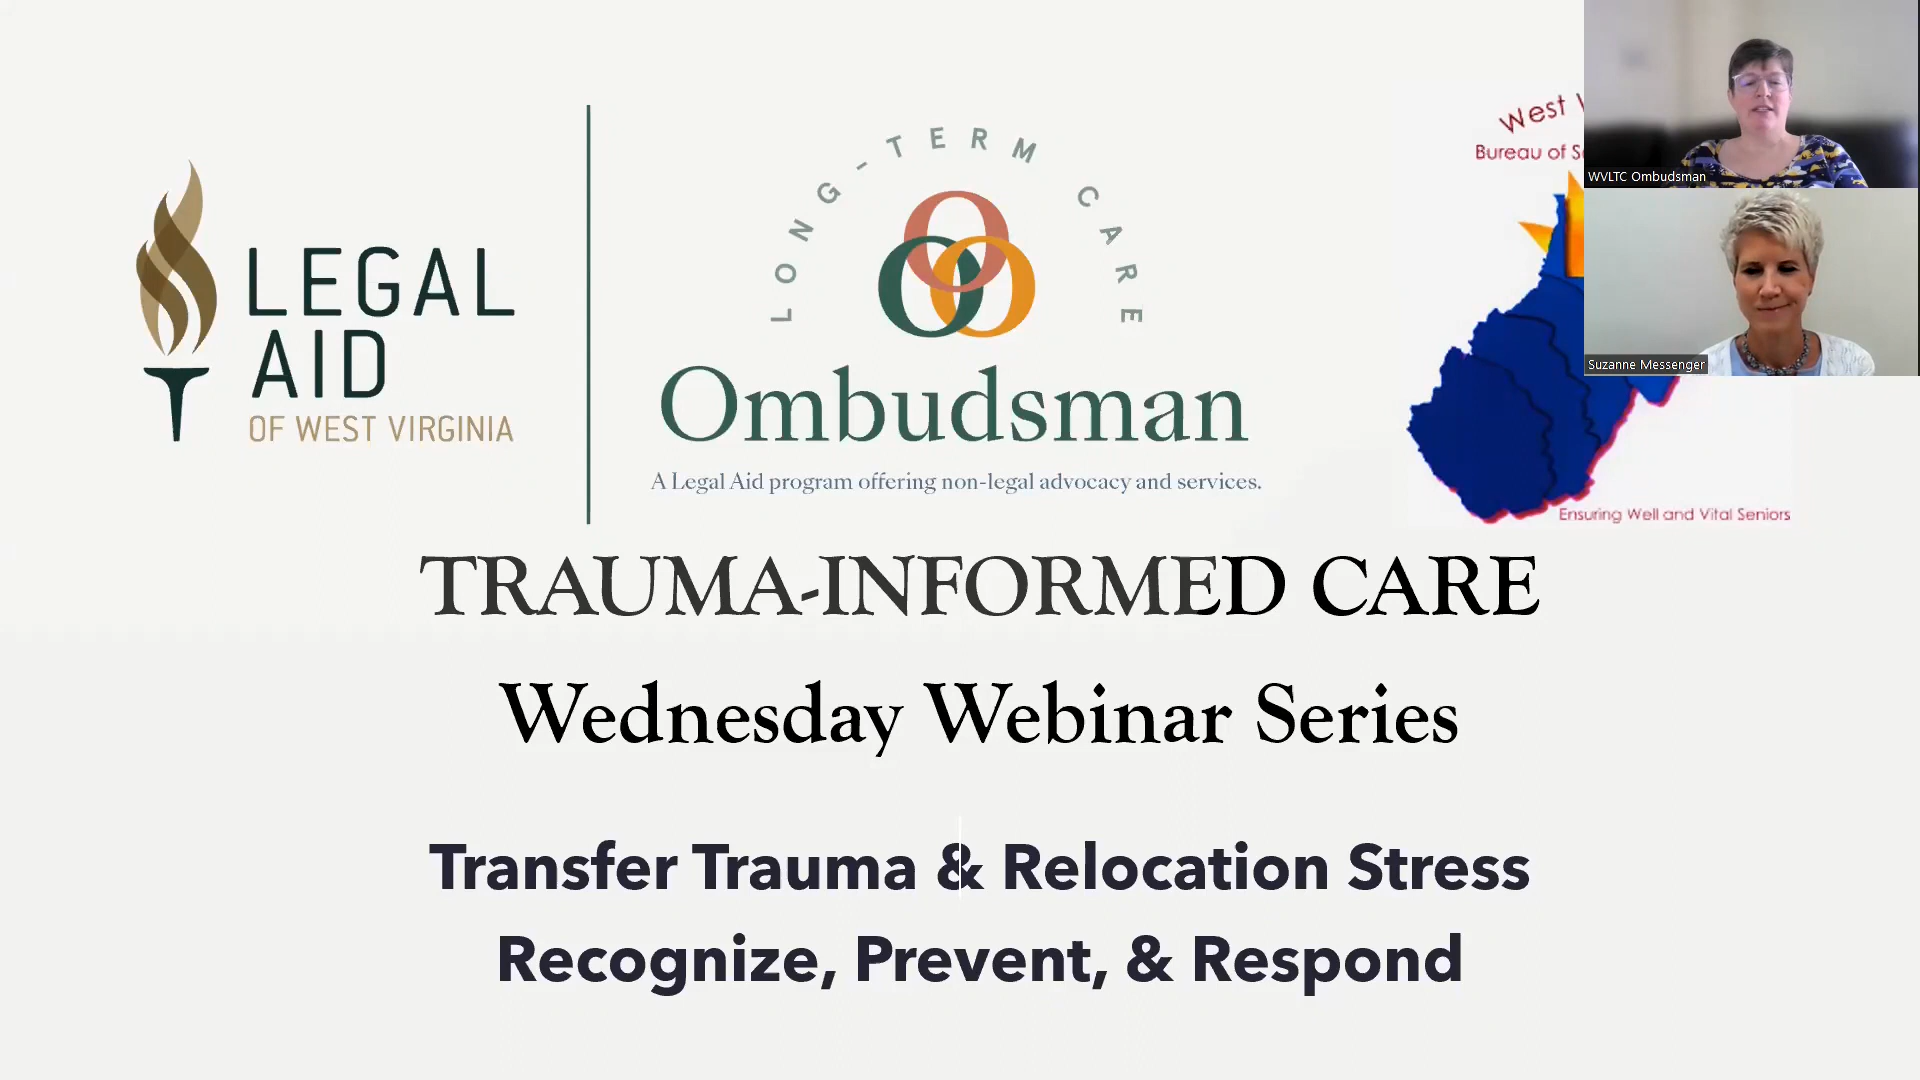 LEGAL
AID
OF WEST VIRGINIA
LONG-TERM CARE
Ombudsman
A Legal Aid program offering non-legal advocacy and services.
West
Bureau of
Ensuring Well and Vital Seniors
WVLTC Ombudsman
Suzanne Messenger
TRAUMA-INFORMED CARE
Wednesday Webinar Series
Transfer Trauma & Relocation Stress
Recognize, Prevent, & Respond